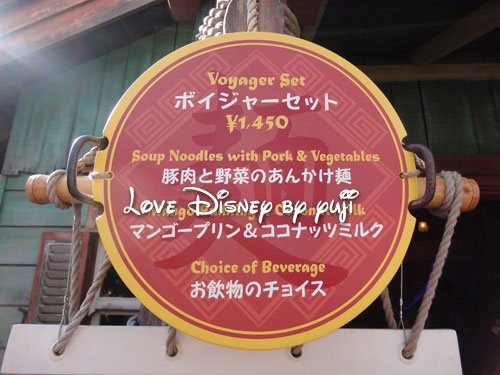 Voyager Set
ボイジャーセット
¥1,450
Soup Noodles with Pork & Vegetables
豚肉と野菜のあんかけ麺
Love Disney by yuji
マンゴープリン&ココナッツミルク
Choice of Beverage
お飲物のチョイス
麺